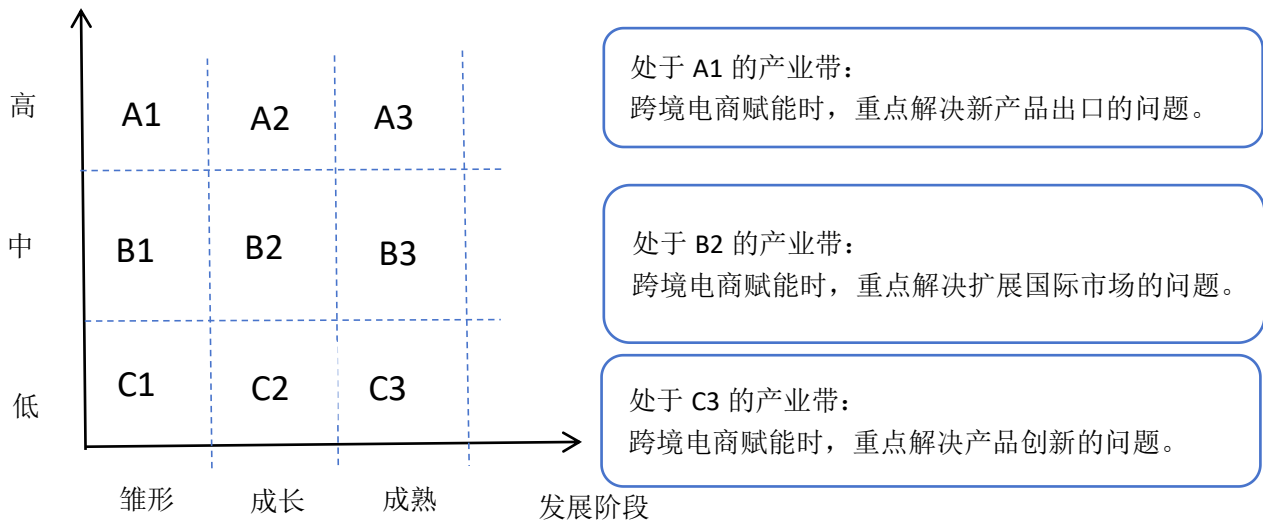 高
A1 A2 A3
中
B1 B2 B3
低
C1 C2 C3
雏形 成长 成熟 发展阶段
处于 A1 的产业带：
跨境电商赋能时，重点解决新产品出口的问题。
处于 B2 的产业带：
跨境电商赋能时，重点解决扩展国际市场的问题。
处于 C3 的产业带：
跨境电商赋能时，重点解决产品创新的问题。